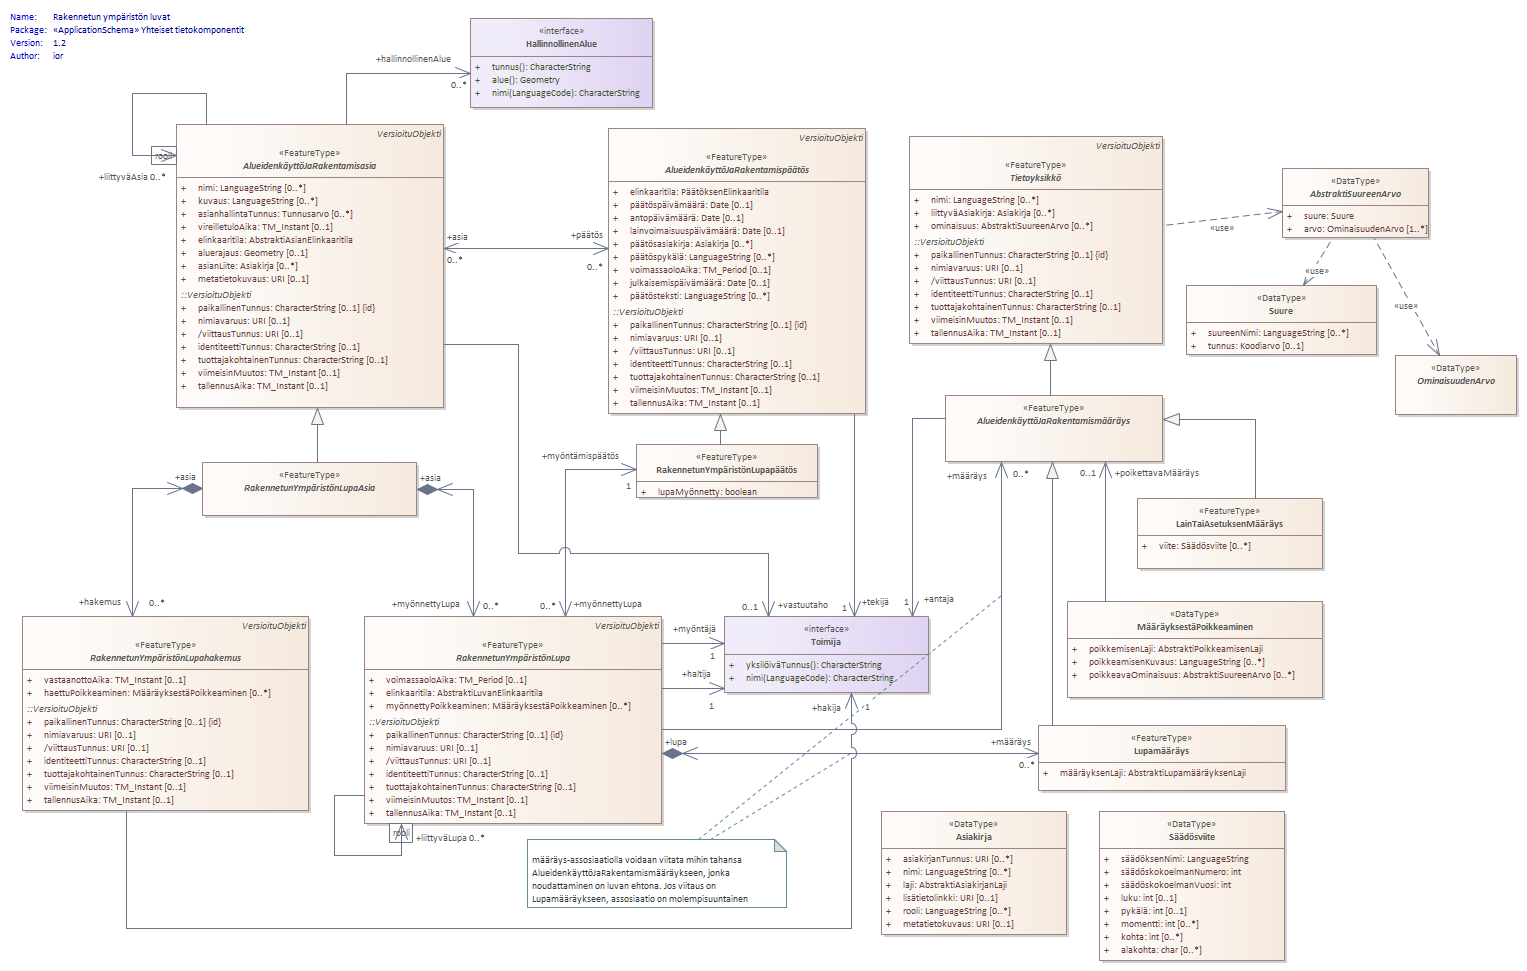 Name: Rakennetun ympäristön luvat
Package: «ApplicationSchema» Yhteiset tietokomponentit
Version: 1.2
Author: ior
«interface»
HallinnollinenAlue
+ tunnus(): CharacterString
+ alue(): Geometry
+ nimi(LanguageCode): CharacterString
+hallinnollinenAlue
0..*
VersioituObjekti
«FeatureType»
AlueidenkäyttöJaRakentamisasia
+ nimi: LanguageString [0..*]
+ kuvaus: LanguageString [0..*]
+ asianhallintaTunnus: Tunnusarvo [0..*]
+ vireilletuloAika: TM_Instant [0..1]
+ elinkaaritila: AbstraktiAsianElinkaaritila
+ aluerajaus: Geometry [0..1]
+ asianLiite: Asiakirja [0..*]
+ metatietokuvaus: URI [0..1]
::VersioituObjekti
+ paikallinenTunnus: CharacterString [0..1] {id}
+ nimiavaruus: URI [0..1]
+ /viittausTunnus: URI [0..1]
+ identiteettiTunnus: CharacterString [0..1]
+ tuottajakohtainenTunnus: CharacterString [0..1]
+ viimeisinMuutos: TM_Instant [0..1]
+ tallennusAika: TM_Instant [0..1]
rooli
+liittyväAsia 0..*
+asia
0..*
+päätös
0..*
VersioituObjekti
«FeatureType»
AlueidenkäyttöJaRakentamispäätös
+ elinkaaritila: PäätöksenElinkaaritila
+ päätöspäivämäärä: Date [0..1]
+ antopäivämäärä: Date [0..1]
+ lainvoimaisuuspäivämäärä: Date [0..1]
+ päätösasiakirja: Asiakirja [0..*]
+ päätöspykälä: LanguageString [0..*]
+ voimassaoloAika: TM_Period [0..1]
+ julkaisemispäivämäärä: Date [0..1]
+ päätösteksti: LanguageString [0..*]
::VersioituObjekti
+ paikallinenTunnus: CharacterString [0..1] {id}
+ nimiavaruus: URI [0..1]
+ /viittausTunnus: URI [0..1]
+ identiteettiTunnus: CharacterString [0..1]
+ tuottajakohtainenTunnus: CharacterString [0..1]
+ viimeisinMuutos: TM_Instant [0..1]
+ tallennusAika: TM_Instant [0..1]
VersioituObjekti
«FeatureType»
Tietoyksikkö
+ nimi: LanguageString [0..*]
+ liittyväAsiakirja: Asiakirja [0..*]
+ ominaisuus: AbstraktiSuureenArvo [0..*]
::VersioituObjekti
+ paikallinenTunnus: CharacterString [0..1] {id}
+ nimiavaruus: URI [0..1]
+ /viittausTunnus: URI [0..1]
+ identiteettiTunnus: CharacterString [0..1]
+ tuottajakohtainenTunnus: CharacterString [0..1]
+ viimeisinMuutos: TM_Instant [0..1]
+ tallennusAika: TM_Instant [0..1]
«use»
«DataType»
AbstraktiSuureenArvo
+ suure: Suure
+ arvo: OminaisuudenArvo [1..*]
«use»
«use»
«DataType»
Suure
+ suureenNimi: LanguageString [0..*]
+ tunnus: Koodiarvo [0..1]
«DataType»
OminaisuudenArvo
«FeatureType»
AlueidenkäyttöJaRakentamismääräys
+määräys
0..*
0..1
+poikettavaMääräys
«FeatureType»
LainTaiAsetuksenMääräys
+ viite: Säädösviite [0..*]
«DataType»
MääräyksestäPoikkeaminen
+ poikkemisenLaji: AbstraktiPoikkeamisenLaji
+ poikkeamisenKuvaus: LanguageString [0..*]
+ poikkeavaOminaisuus: AbstraktiSuureenArvo [0..*]
«FeatureType»
RakennetunYmpäristönLupaAsia
+asia
+asia
+myöntämispäätös
1
«FeatureType»
RakennetunYmpäristönLupapäätös
+ lupaMyönnetty: boolean
+hakemus
0..*
+myönnettyLupa
0..*
0..*
+myönnettyLupa
0..1
+vastuutaho
1
+tekijä
1
+antaja
VersioituObjekti
«FeatureType»
RakennetunYmpäristönLupahakemus
+ vastaanottoAika: TM_Instant [0..1]
+ haettuPoikkeaminen: MääräyksestäPoikkeaminen [0..*]
::VersioituObjekti
+ paikallinenTunnus: CharacterString [0..1] {id}
+ nimiavaruus: URI [0..1]
+ /viittausTunnus: URI [0..1]
+ identiteettiTunnus: CharacterString [0..1]
+ tuottajakohtainenTunnus: CharacterString [0..1]
+ viimeisinMuutos: TM_Instant [0..1]
+ tallennusAika: TM_Instant [0..1]
VersioituObjekti
«FeatureType»
RakennetunYmpäristönLupa
+ voimassaoloAika: TM_Period [0..1]
+ elinkaaritila: AbstraktiLuvanElinkaaritila
+ myönnettyPoikkeaminen: MääräyksestäPoikkeaminen [0..*]
::VersioituObjekti
+ paikallinenTunnus: CharacterString [0..1] {id}
+ nimiavaruus: URI [0..1]
+ /viittausTunnus: URI [0..1]
+ identiteettiTunnus: CharacterString [0..1]
+ tuottajakohtainenTunnus: CharacterString [0..1]
+ viimeisinMuutos: TM_Instant [0..1]
+ tallennusAika: TM_Instant [0..1]
rooli
+liittyväLupa 0..*
+myöntäjä
1
+haltija
1
«interface»
Toimija
+ yksilöiväTunnus(): CharacterString
+ nimi(LanguageCode): CharacterString
+hakija
1
+lupa
+määräys
0..*
«FeatureType»
Lupamääräys
+ määräyksenLaji: AbstraktiLupamääräyksenLaji
määräys-assosiaatiolla voidaan viitata mihin tahansa
AlueidenkäyttöJaRakentamismääräykseen, jonka
noudattaminen on luvan ehtona. Jos viitaus on
Lupamääräykseen, assosiaatio on molempisuuntainen
«DataType»
Asiakirja
+ asiakirjanTunnus: URI [0..*]
+ nimi: LanguageString [0..*]
+ laji: AbstraktiAsiakirjanLaji
+ lisätietolinkki: URI [0..1]
+ rooli: LanguageString [0..*]
+ metatietokuvaus: URI [0..1]
«DataType»
Säädösviite
+ säädöksenNimi: LanguageString
+ säädöskokoelmanNumero: int
+ säädöskokoelmanVuosi: int
+ luku: int [0..1]
+ pykälä: int [0..1]
+ momentti: int [0..*]
+ kohta: int [0..*]
+ alakohta: char [0..*]